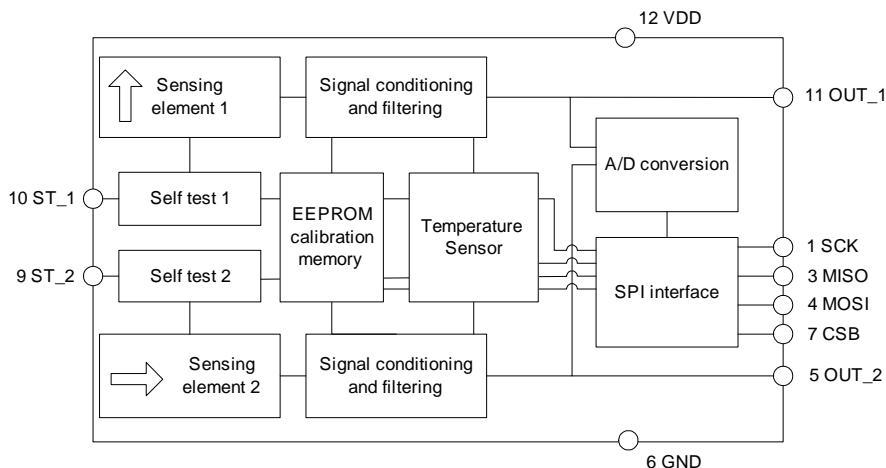 12 VDD
Sensing
element 1
Signal conditioning
and filtering
11 OUT_1
A/D conversion
10 ST_1
Self test 1
EEPROM
calibration
memory
Temperature
Sensor
9 ST_2
Self test 2
SPI interface
1 SCK
3 MISO
4 MOSI
7 CSB
Sensing
element 2
Signal conditioning
and filtering
5 OUT_2
6 GND